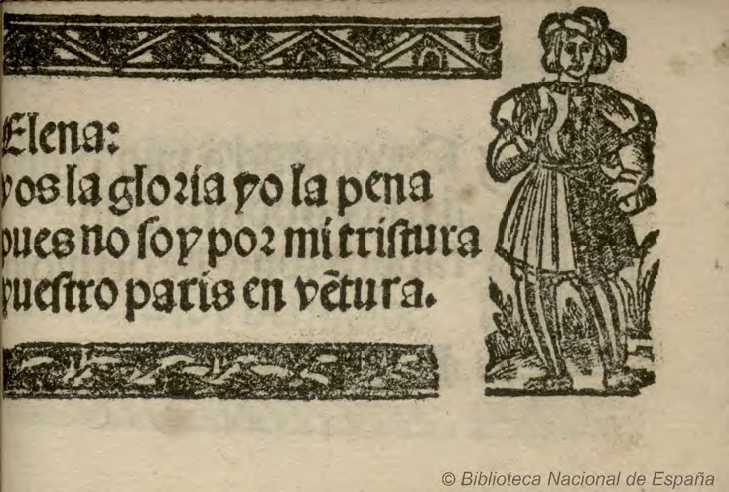 Elena:
vos la gloria yo la pena
pues no soy por mi tristura
vuestro paris en vētura.
© Biblioteca Nacional de España